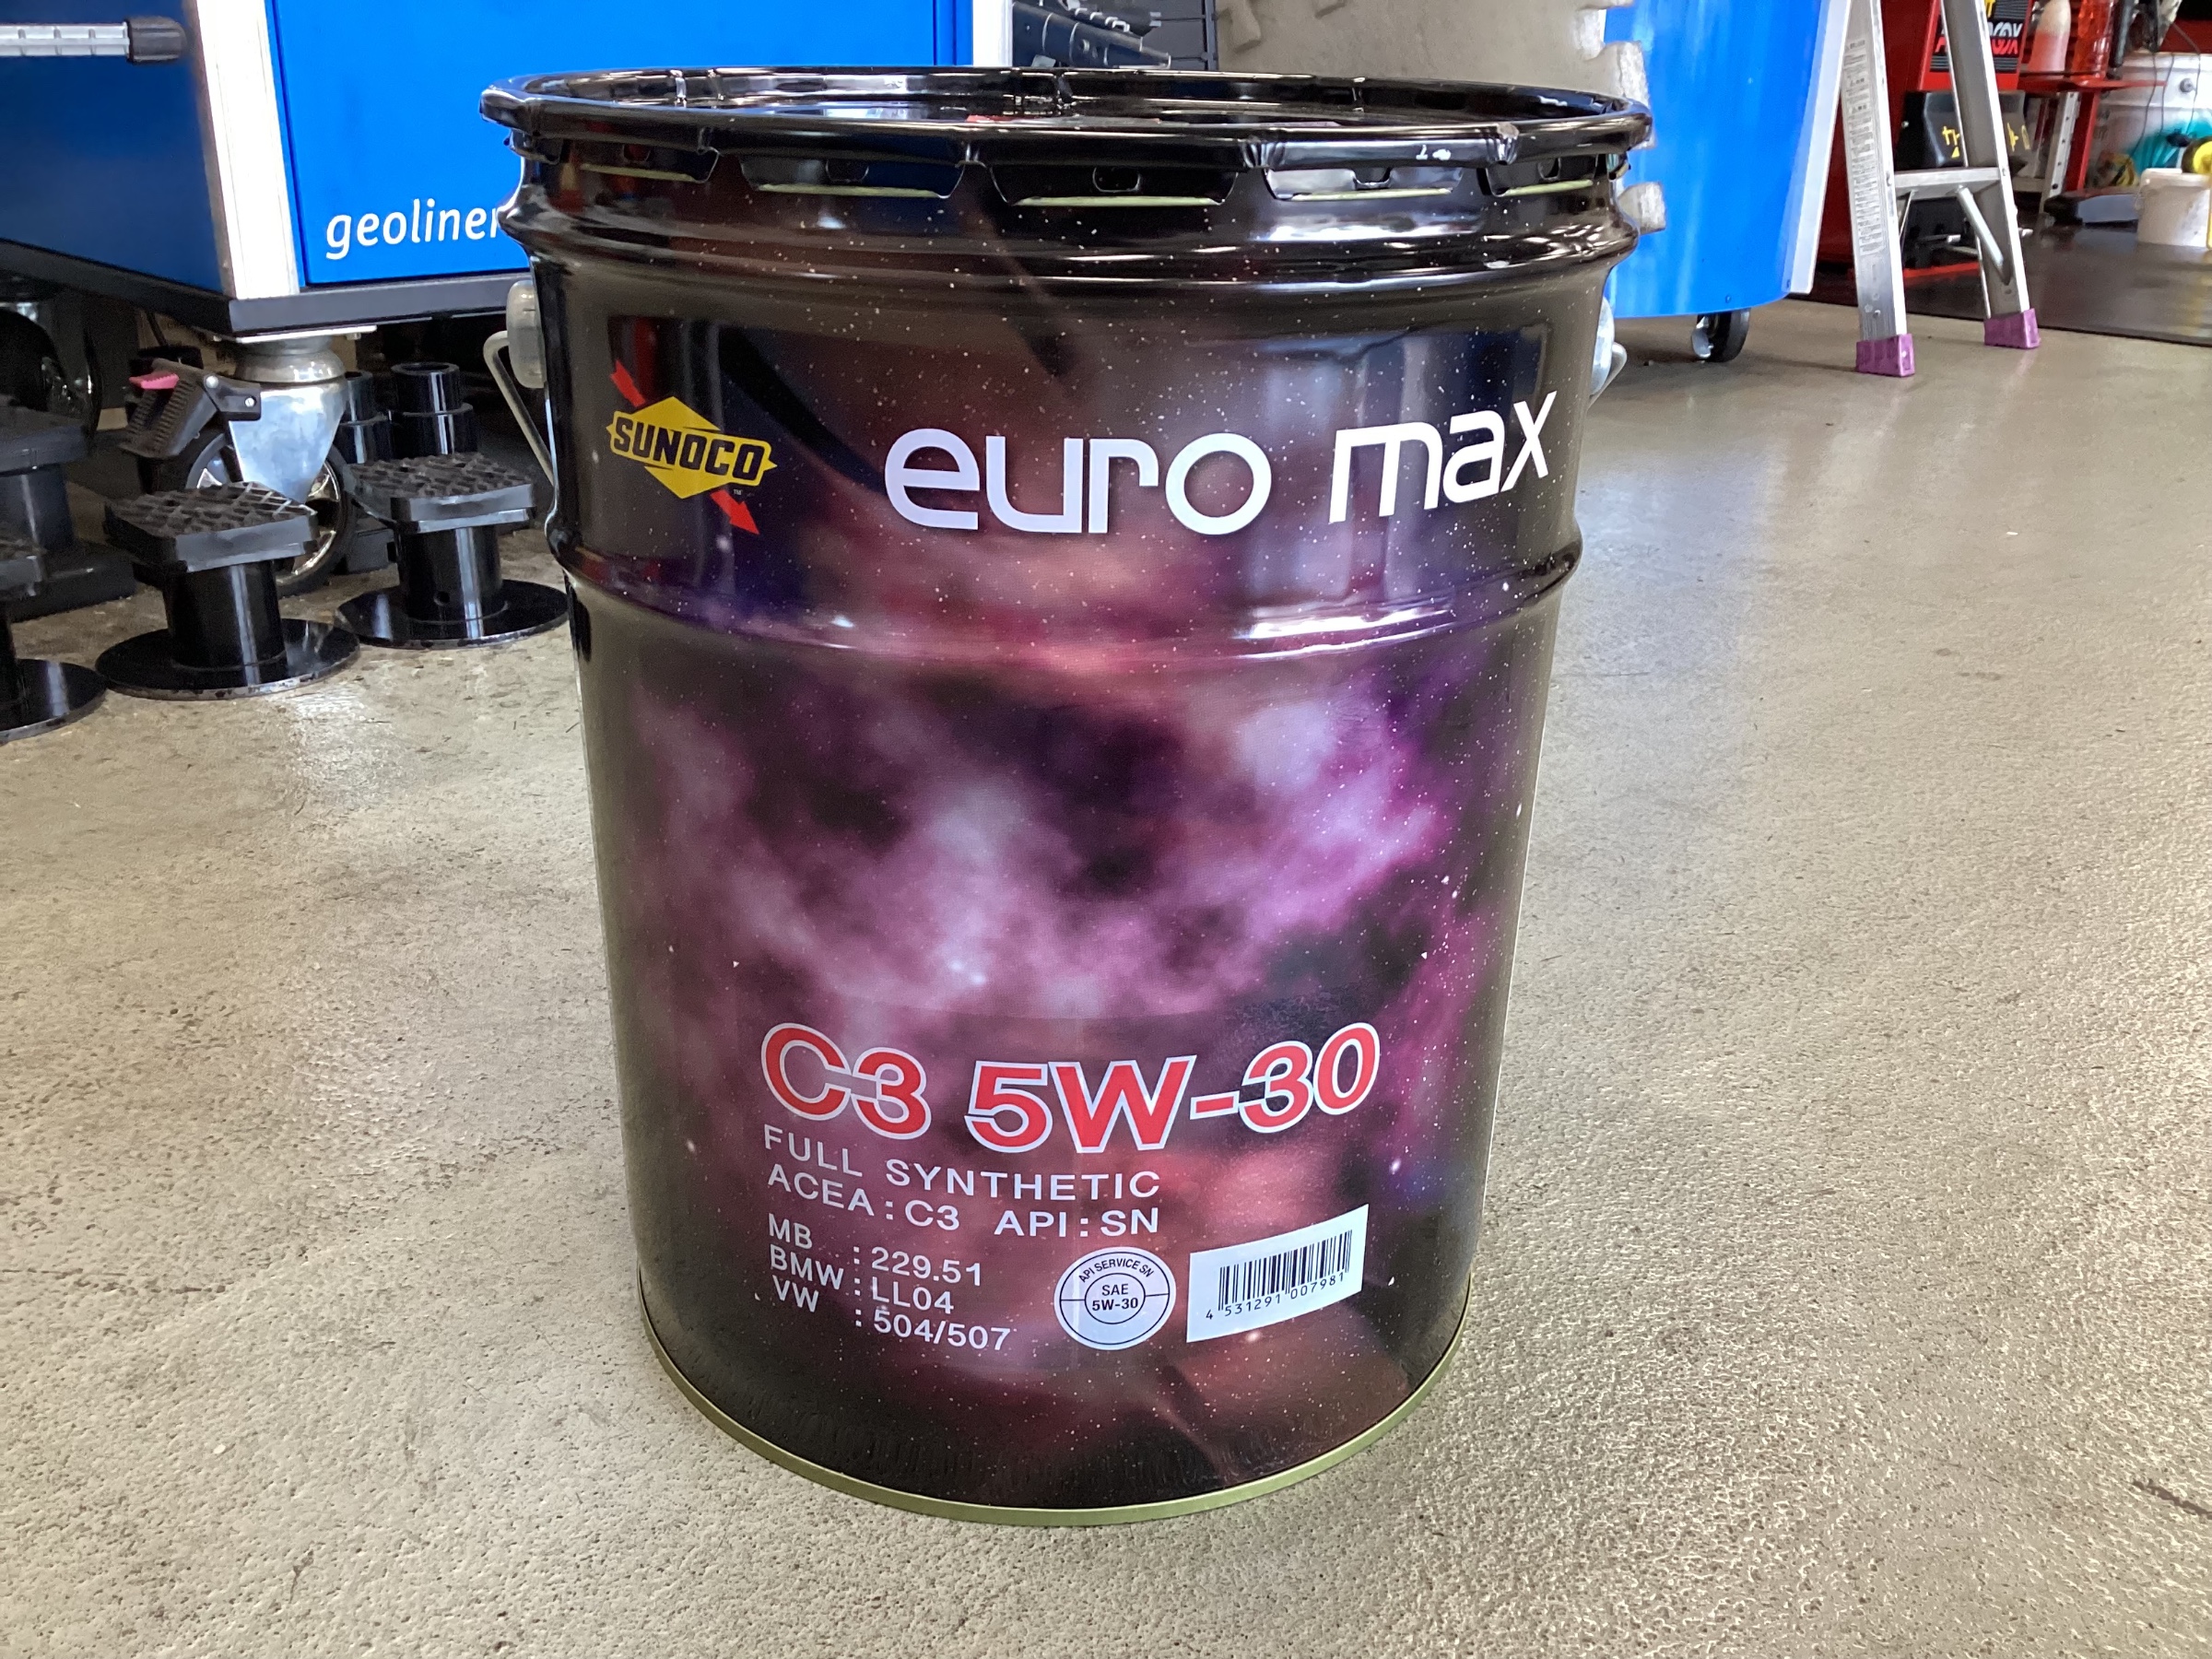 geoliner
SUNOCO
TM
euro max
C3 5W-30
FULL SYNTHETIC
ACEA : C3 API : SN
MB : 229.51
BMW : LL04
VW : 504/507
API SERVICE SN
SAE
5W-30
4 531291 007981